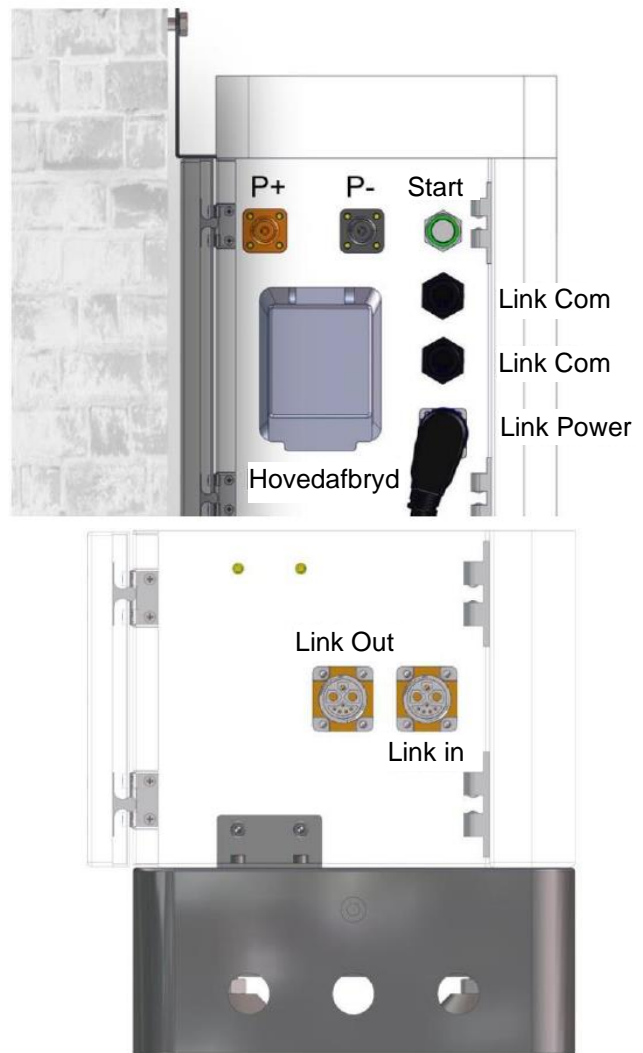 P+
P-
Start
Link Com
Link Com
Link Power
Hovedafbryd
Link Out
Link in